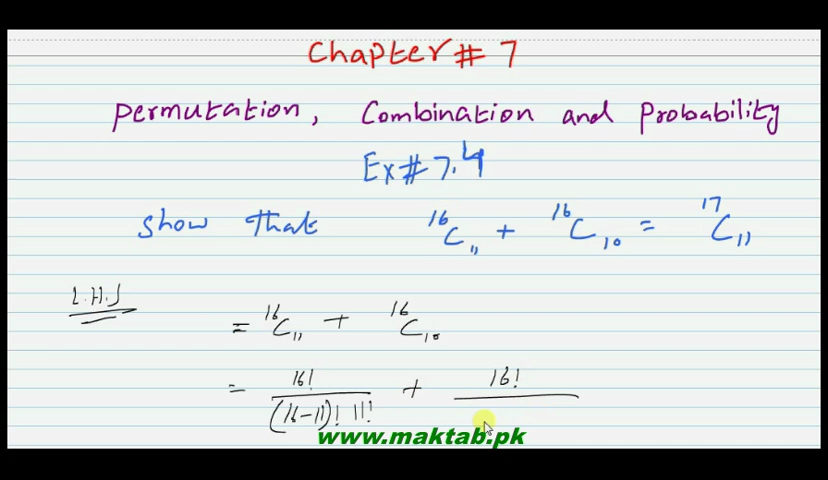 Chapter # 7
Permutation, Combination and Probability
Ex# 7.4
Show that ¹⁶C₁₁ + ¹⁶C₁₀ = ¹⁷C₁₁
L.H.S
= ¹⁶C₁₁ + ¹⁶C₁₀
= 16! / (16-11)! 11! + 16!
www.maktab.pk